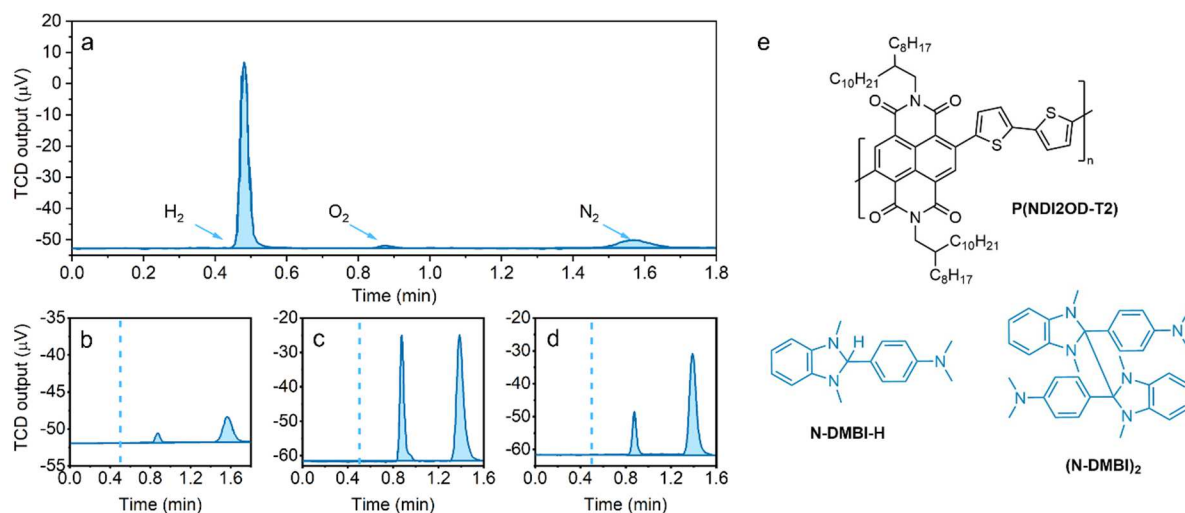 a
TCD output (µV)
20
10
0
-10
-20
-30
-40
-50
H₂
O₂
N₂
0.0 0.2 0.4 0.6 0.8 1.0 1.2 1.4 1.6 1.8
Time (min)
b
TCD output (µV)
-35
-40
-45
-50
-55
0.0 0.4 0.8 1.2 1.6
Time (min)
c
-20
-30
-40
-50
-60
0.0 0.4 0.8 1.2 1.6
Time (min)
d
-20
-30
-40
-50
-60
0.0 0.4 0.8 1.2 1.6
Time (min)
e
C₈H₁₇
C₁₀H₂₁
O N O
S
S
n
O N O
C₁₀H₂₁
C₈H₁₇
P(NDI2OD-T2)
N H
N
N
N-DMBI-H
N
N
N
N
N
N
(N-DMBI)₂